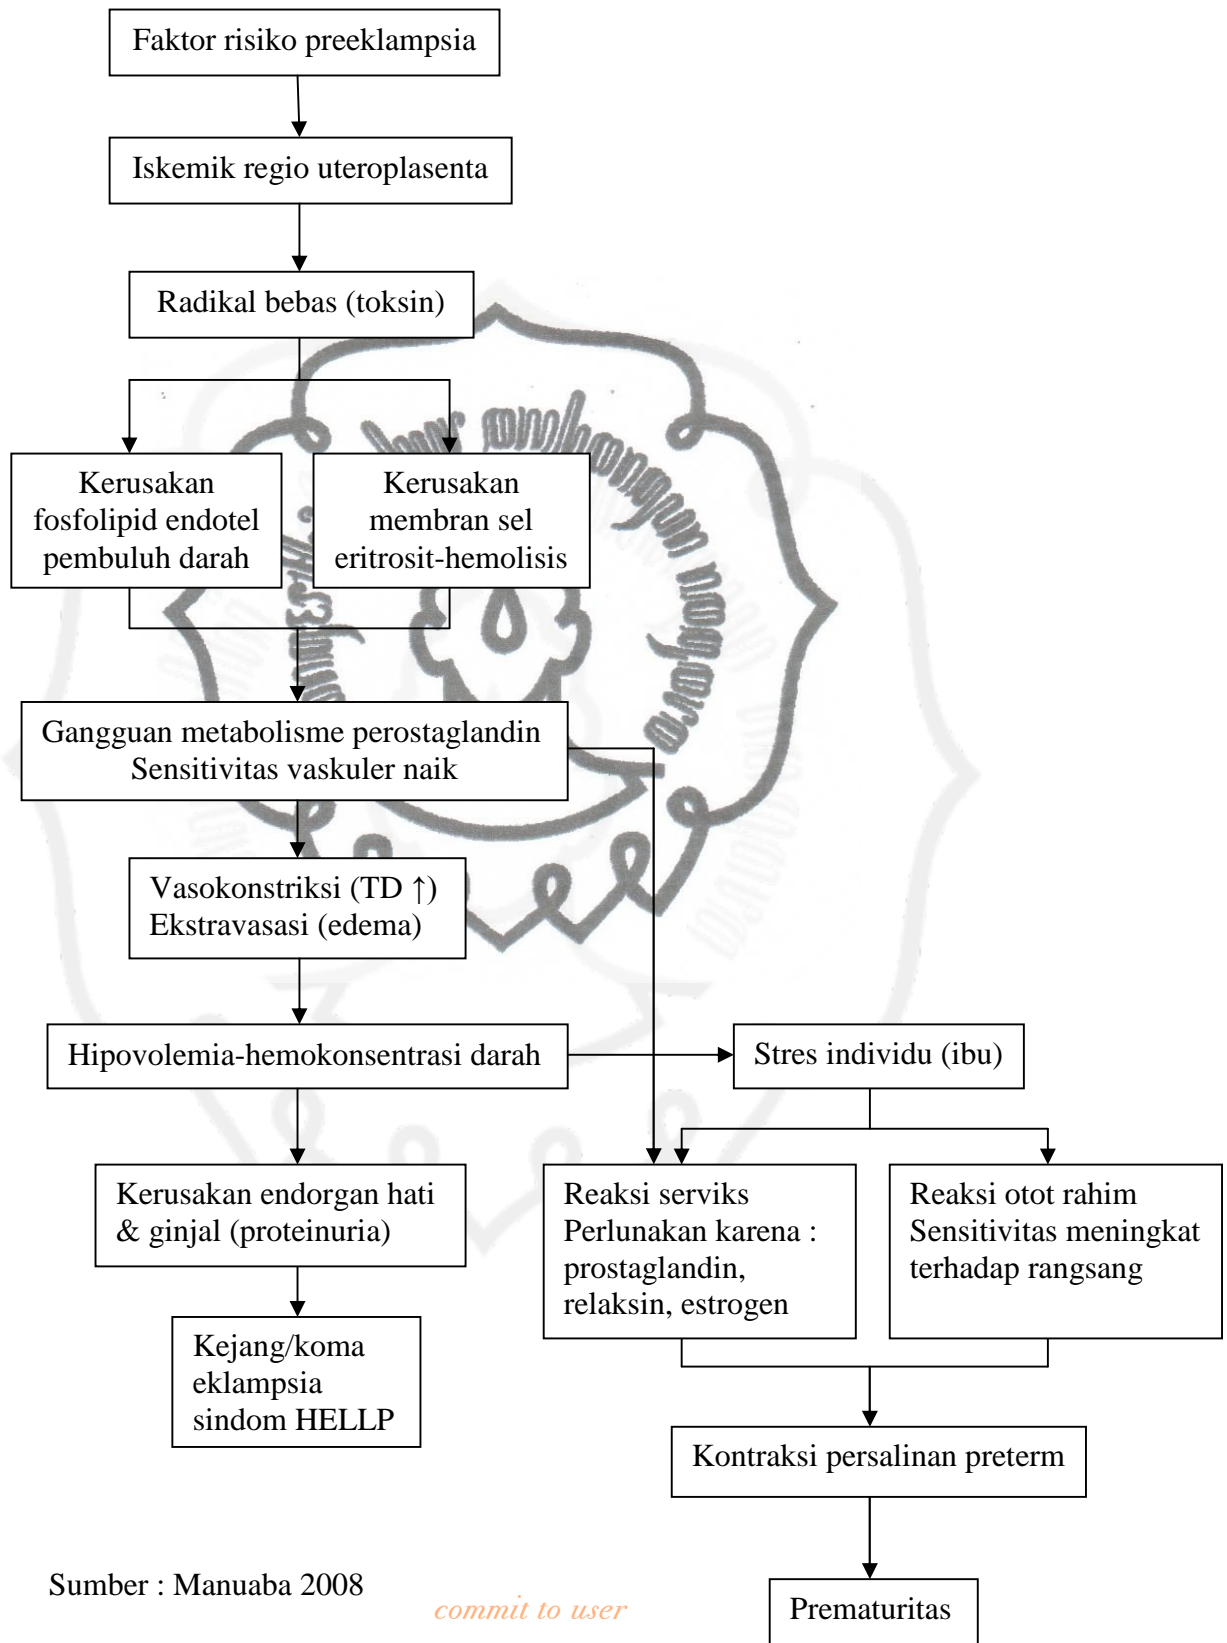 Faktor risiko preeklampsia
Iskemik regio uteroplasenta
Radikal bebas (toksin)
Kerusakan
fosfolipid endotel
pembuluh darah
Kerusakan
membran sel
eritrosit-hemolisis
Gangguan metabolisme perostaglandin
Sensitivitas vaskuler naik
Vasokonstriksi (TD ↑)
Ekstravasasi (edema)
Hipovolemia-hemokonsentrasi darah
Stres individu (ibu)
Kerusakan endorgan hati
& ginjal (proteinuria)
Reaksi serviks
Perlunakan karena :
prostaglandin,
relaksin, estrogen
Reaksi otot rahim
Sensitivitas meningkat
terhadap rangsang
Kejang/koma
eklampsia
sindom HELLP
Kontraksi persalinan preterm
Prematuritas
Sumber : Manuaba 2008
commit to user